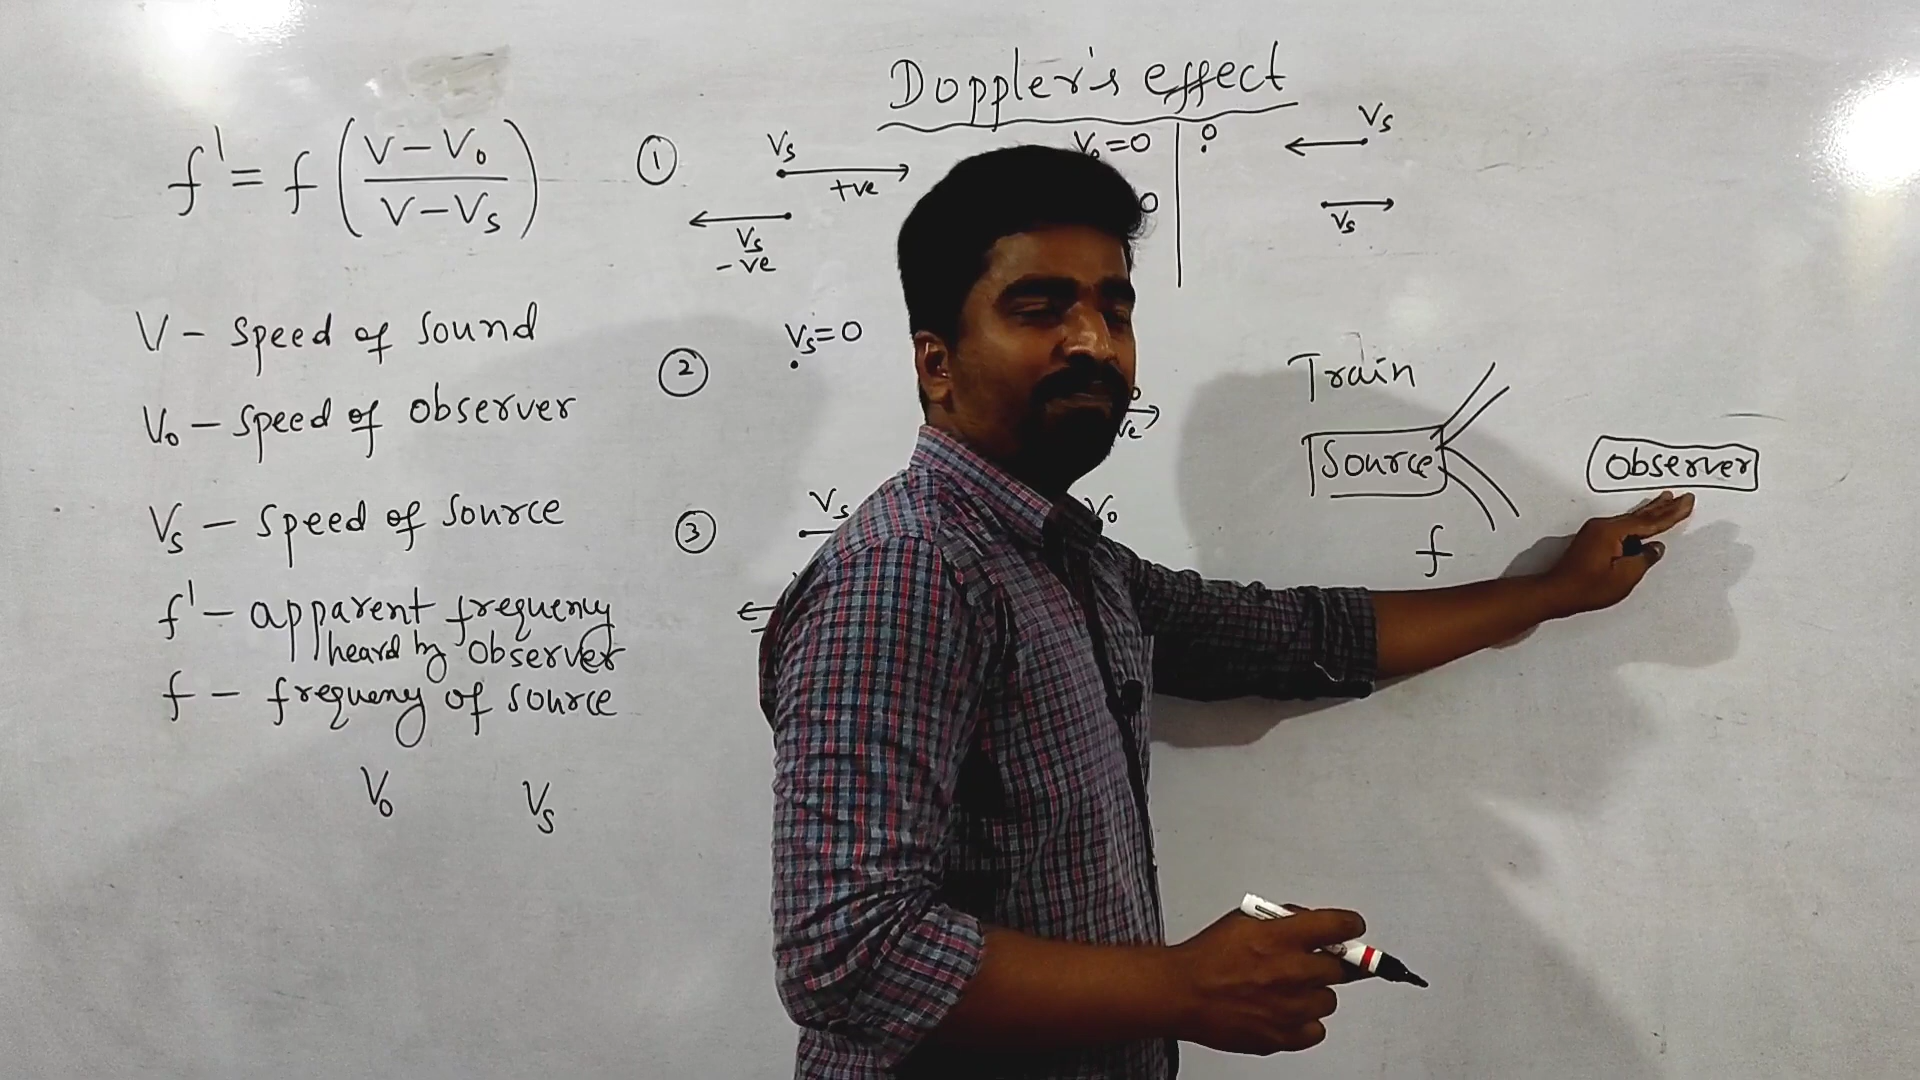 Doppler's effect
f' = f (V - V₀ / V - Vs)
V - Speed of Sound
V₀ - Speed of observer
Vs - Speed of Source
f' - apparent frequency
heard by Observer
f - frequeny of source
V₀ Vs
①
Vs
+ve
V₀ = 0
Vs
-ve
0
②
Vs = 0
③
Vs
V₀
o
Vs
Vs
Train
Source
Observer
f